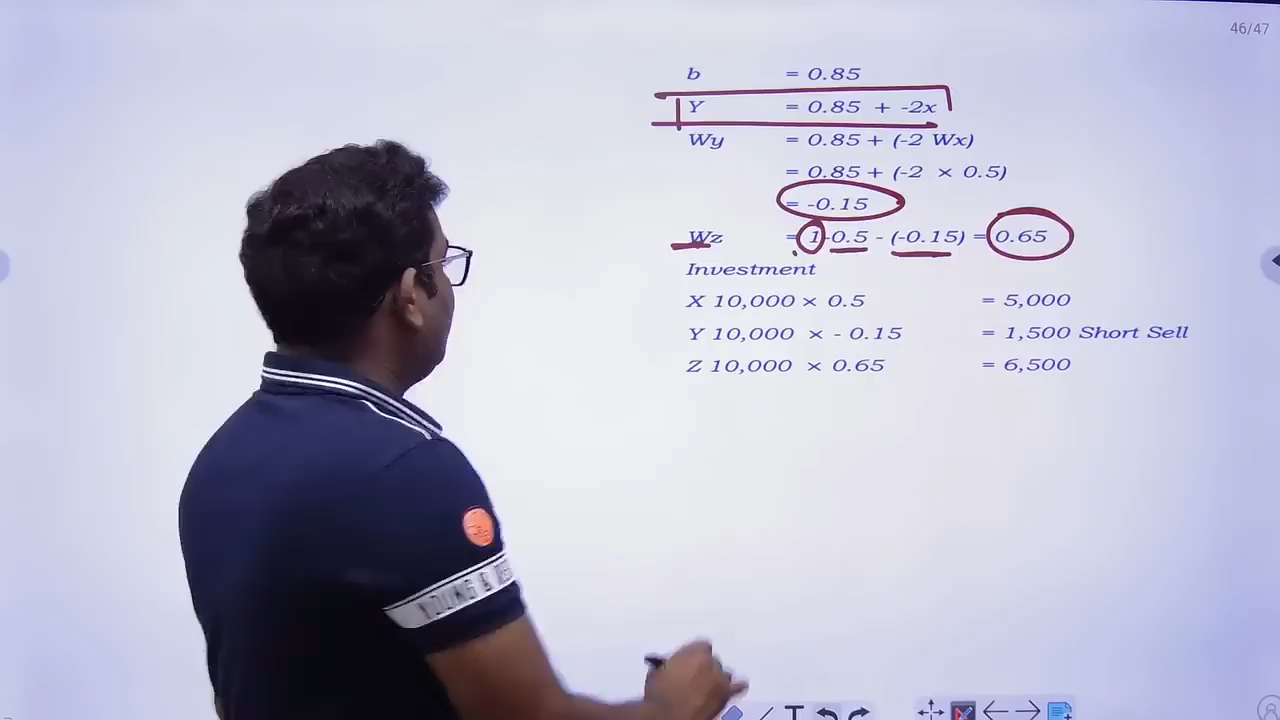 46/47
b = 0.85
Y = 0.85 + -2x
Wy = 0.85 + (-2 Wx)
= 0.85 + (-2 × 0.5)
= -0.15
Wz = 1-0.5 - (-0.15) = 0.65
Investment
X 10,000 × 0.5 = 5,000
Y 10,000 × - 0.15 = 1,500 Short Sell
Z 10,000 × 0.65 = 6,500
YOUNG &